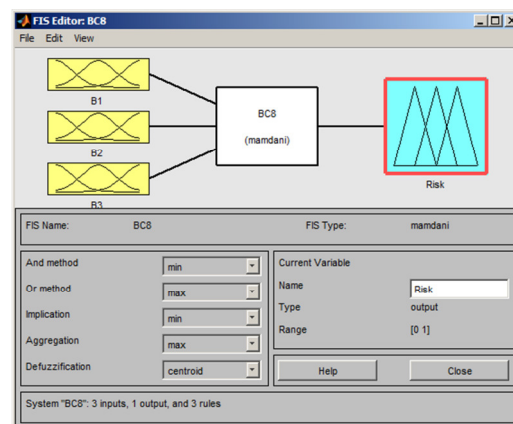 FIS Editor: BC8
File Edit View
B1
B2
B3
BC8
(mamdani)
Risk
FIS Name: BC8 FIS Type: mamdani
And method min
Or method max
Implication min
Aggregation max
Defuzzification centroid
Current Variable
Name Risk
Type output
Range [0 1]
Help Close
System "BC8": 3 inputs, 1 output, and 3 rules